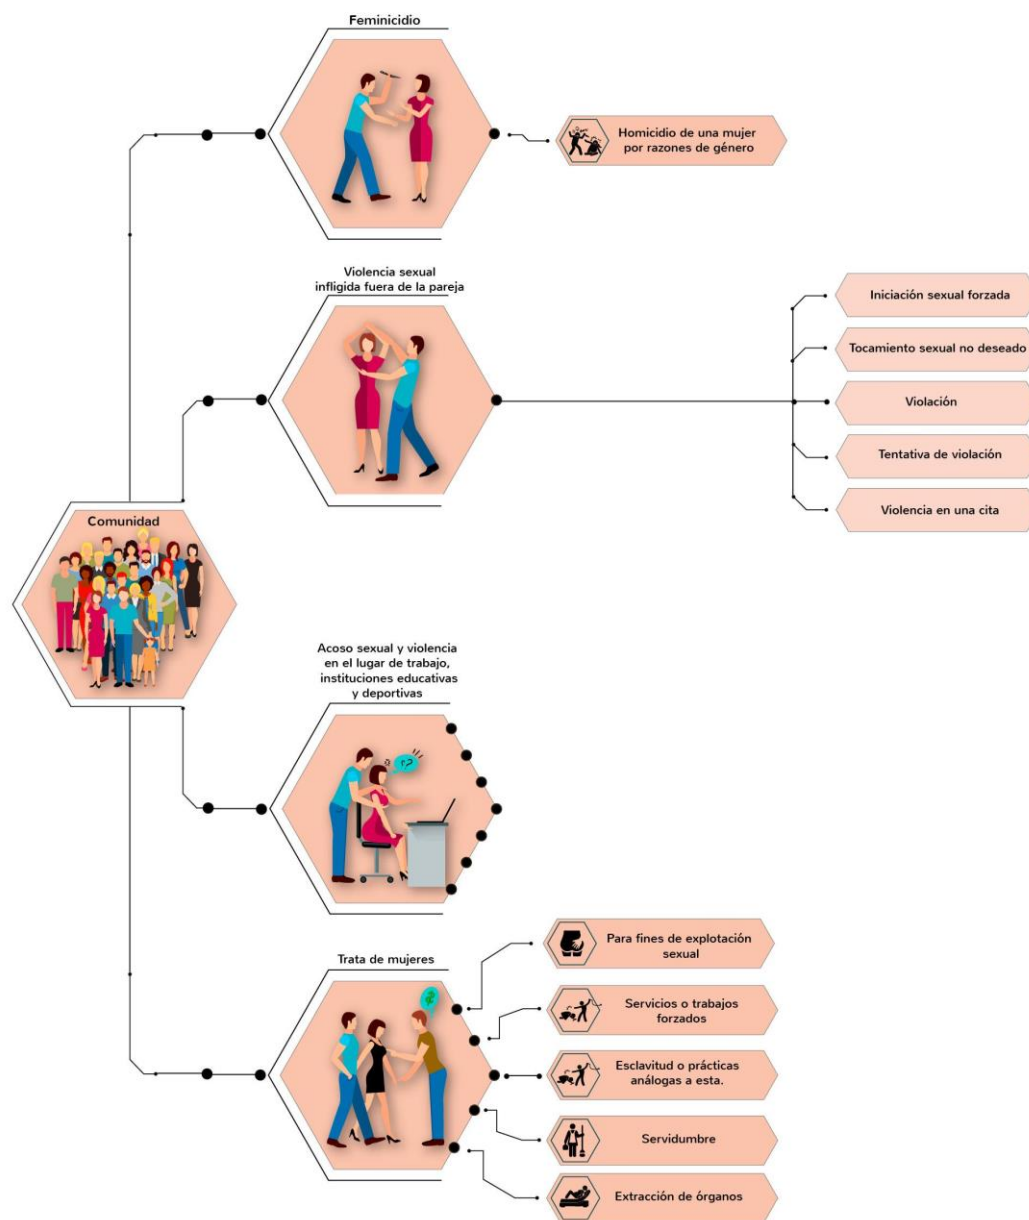 Feminicidio
Homicidio de una mujer
por razones de género
Violencia sexual
infligida fuera de la pareja
Iniciación sexual forzada
Tocamiento sexual no deseado
Violación
Tentativa de violación
Violencia en una cita
Comunidad
Acoso sexual y violencia
en el lugar de trabajo,
instituciones educativas
y deportivas
Trata de mujeres
Para fines de explotación
sexual
Servicios o trabajos
forzados
Esclavitud o prácticas
análogas a esta.
Servidumbre
Extracción de órganos